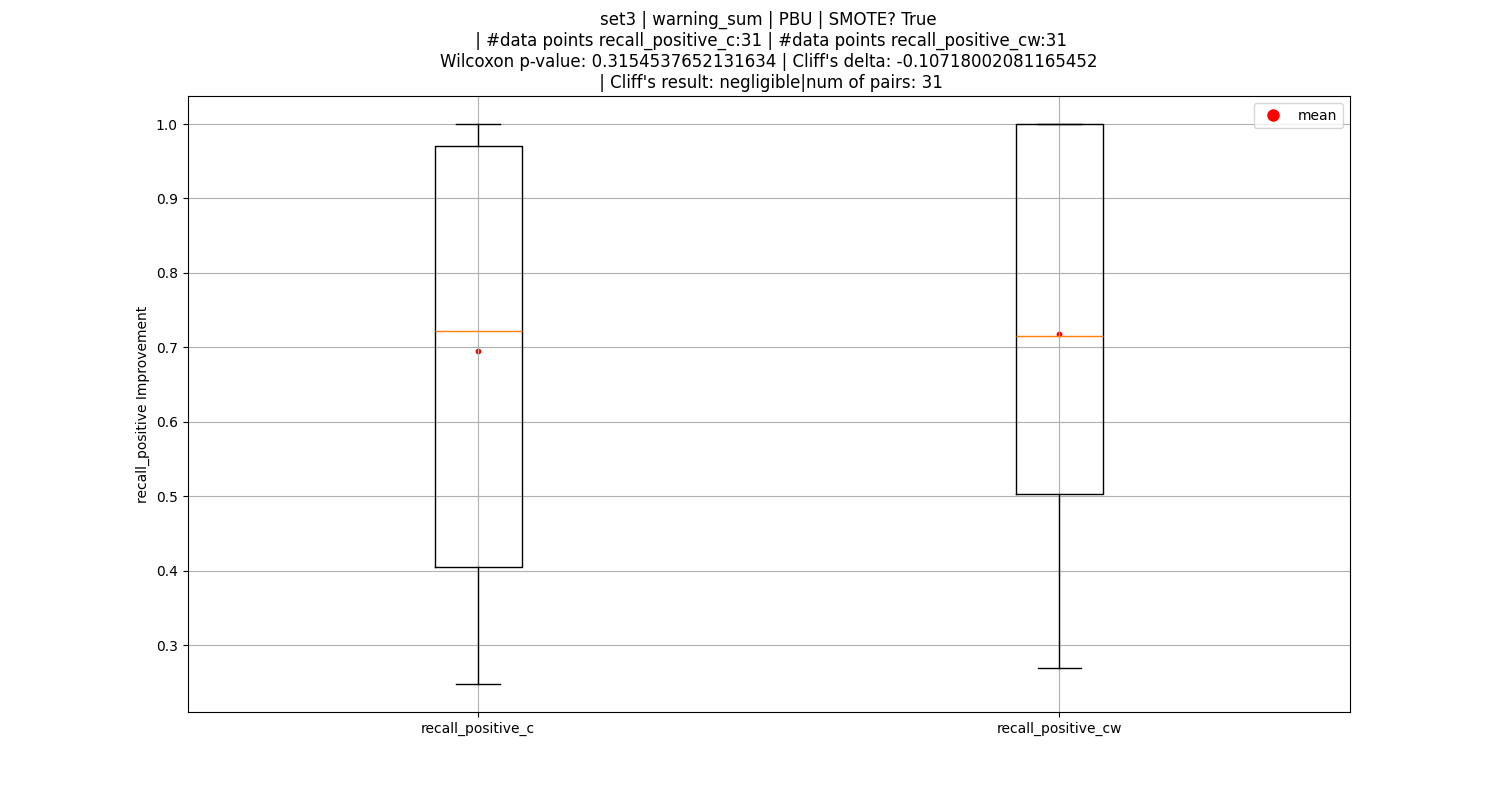 set3 | warning_sum | PBU | SMOTE? True
| #data points recall_positive_c:31 | #data points recall_positive_cw:31
Wilcoxon p-value: 0.3154537652131634 | Cliff's delta: -0.10718002081165452
| Cliff's result: negligible|num of pairs: 31
mean
1.0
0.9
0.8
0.7
0.6
0.5
0.4
0.3
recall_positive Improvement
recall_positive_c
recall_positive_cw